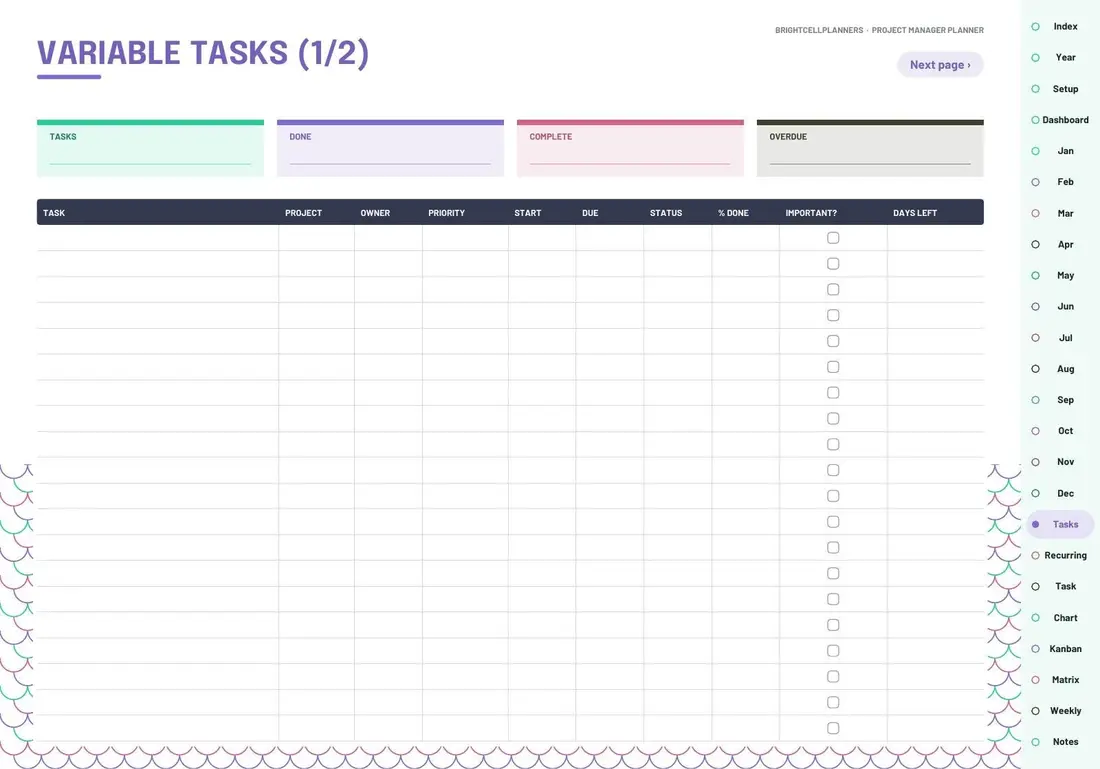 VARIABLE TASKS (1/2)
BRIGHTCELLPLANNERS · PROJECT MANAGER PLANNER
Next page ›
TASKS
DONE
COMPLETE
OVERDUE
TASK PROJECT OWNER PRIORITY START DUE STATUS % DONE IMPORTANT? DAYS LEFT
Index
Year
Setup
Dashboard
Jan
Feb
Mar
Apr
May
Jun
Jul
Aug
Sep
Oct
Nov
Dec
Tasks
Recurring
Task
Chart
Kanban
Matrix
Weekly
Notes